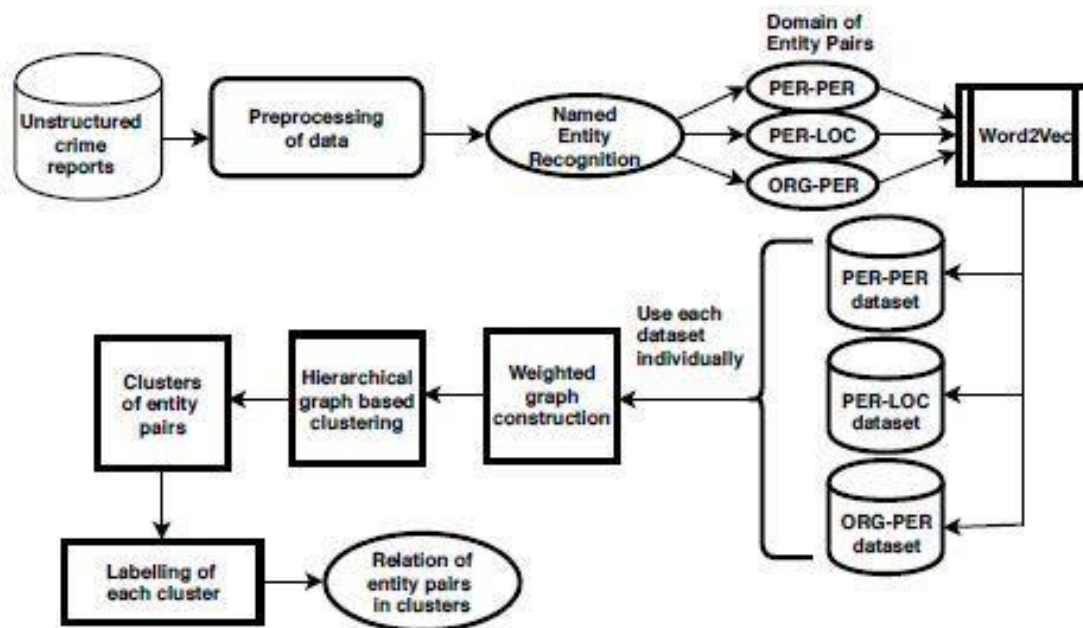 Unstructured
crime
reports
Preprocessing
of data
Named
Entity
Recognition
Domain of
Entity Pairs
PER-PER
PER-LOC
ORG-PER
Word2Vec
PER-PER
dataset
PER-LOC
dataset
ORG-PER
dataset
Use each
dataset
individually
Weighted
graph
construction
Hierarchical
graph based
clustering
Clusters
of entity
pairs
Labelling of
each cluster
Relation of
entity pairs
in clusters